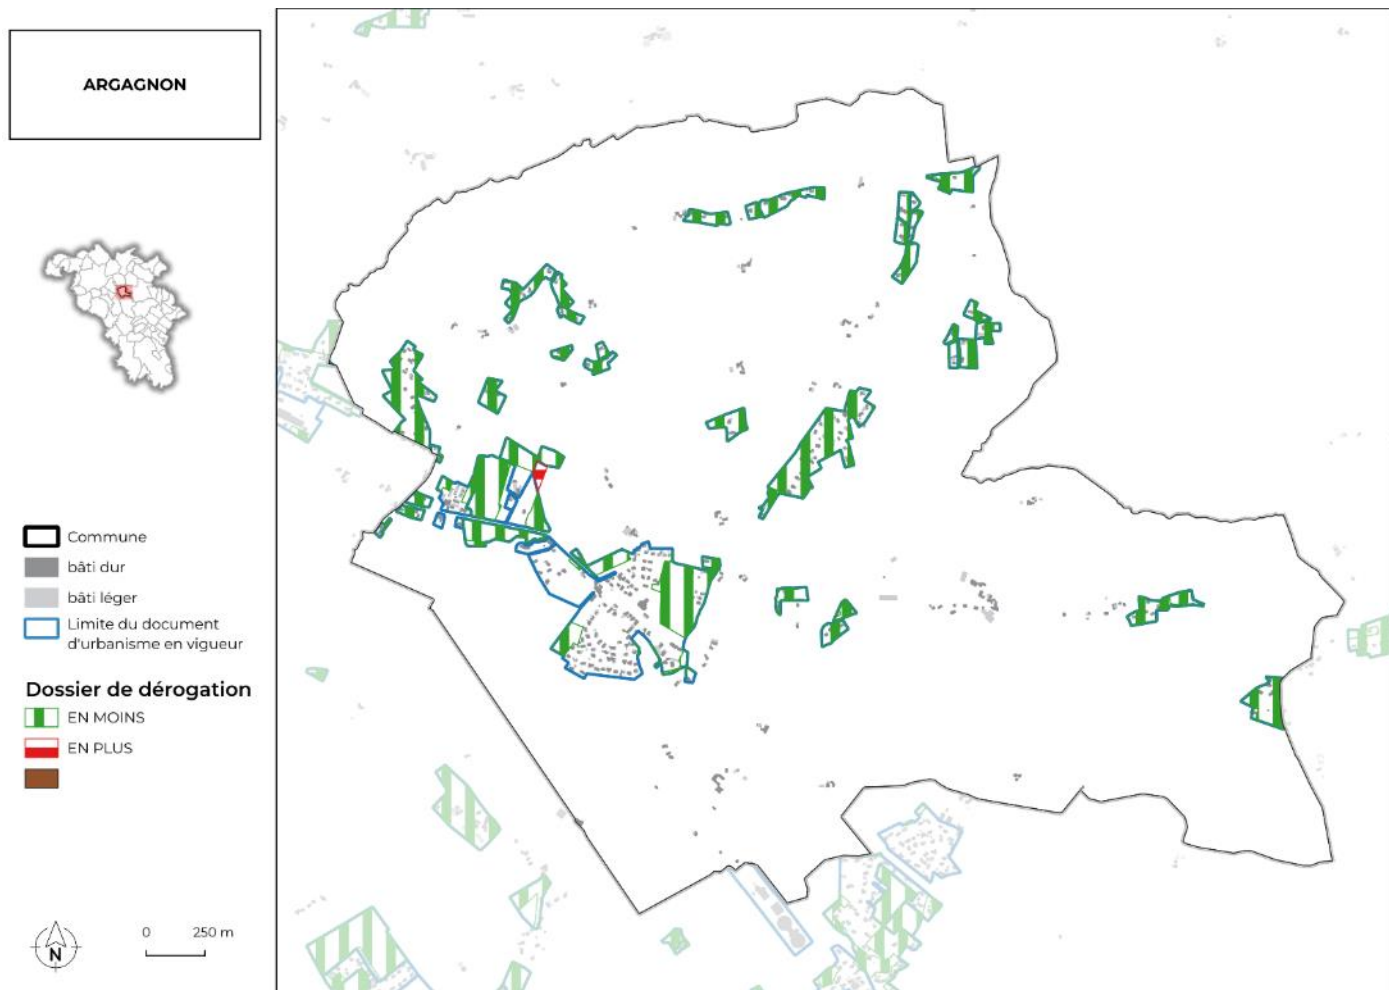 ARGAGNON
Commune
bâti dur
bâti léger
Limite du document
d'urbanisme en vigueur
Dossier de dérogation
EN MOINS
EN PLUS
N
0 250 m